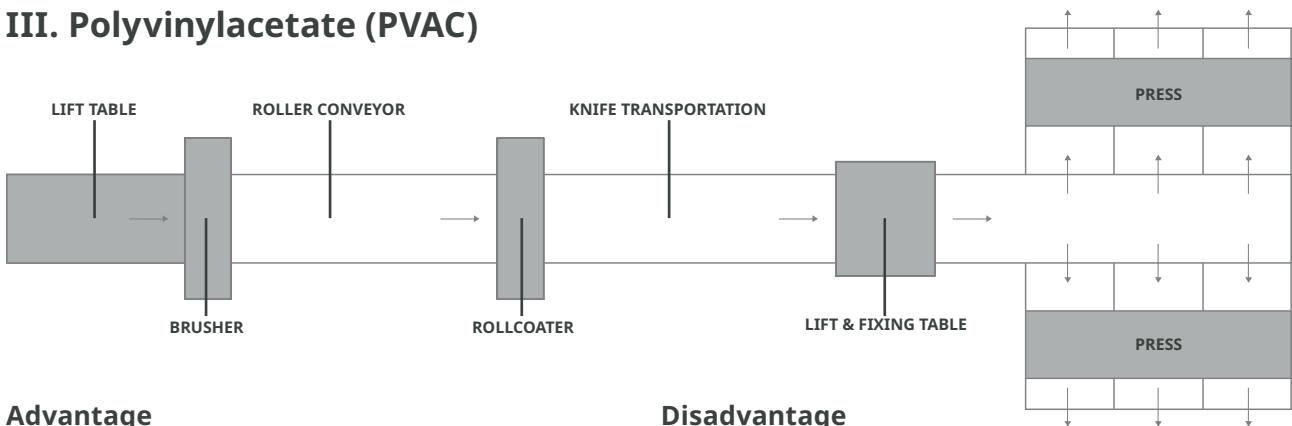 III. Polyvinylacetate (PVAC)
PRESS
LIFT TABLE
ROLLER CONVEYOR
KNIFE TRANSPORTATION
BRUSHER
ROLLCOATER
LIFT & FIXING TABLE
PRESS
Advantage
Disadvantage